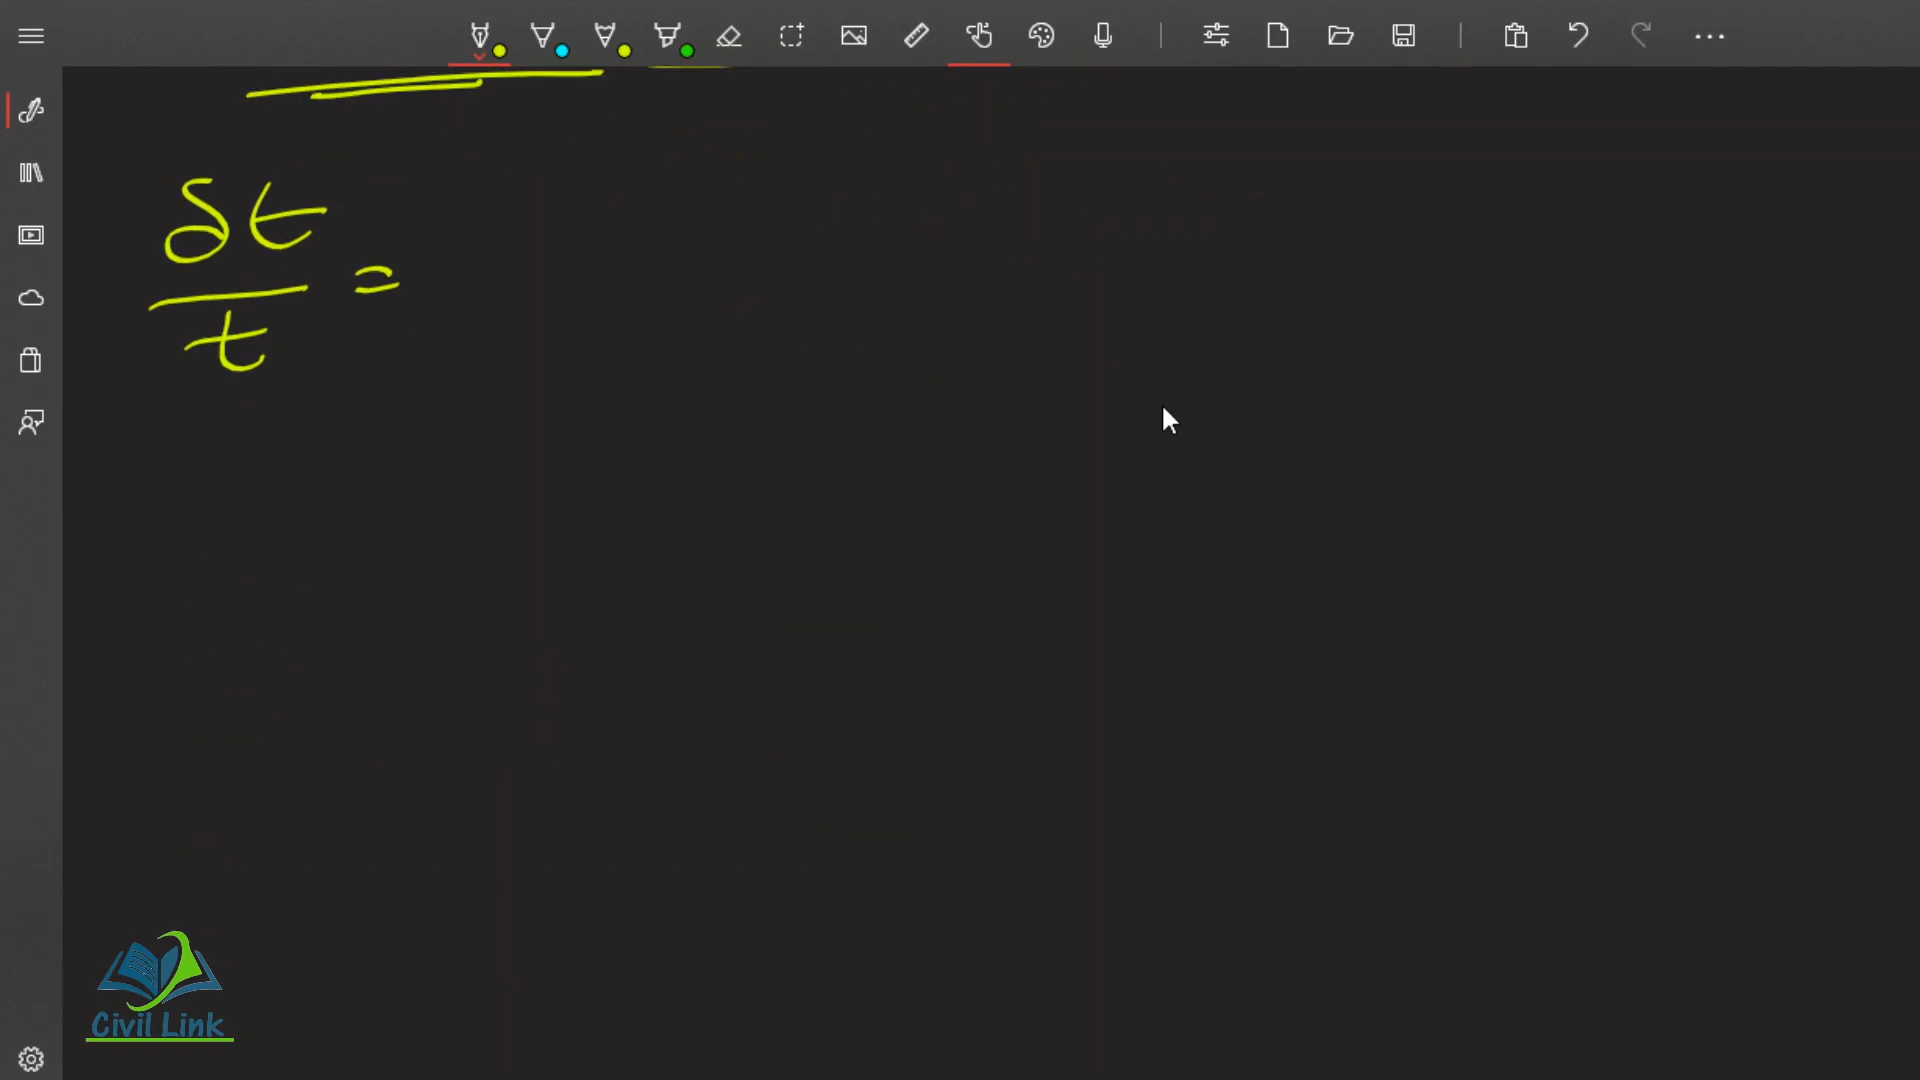 δt
—
t
=
Civil Link